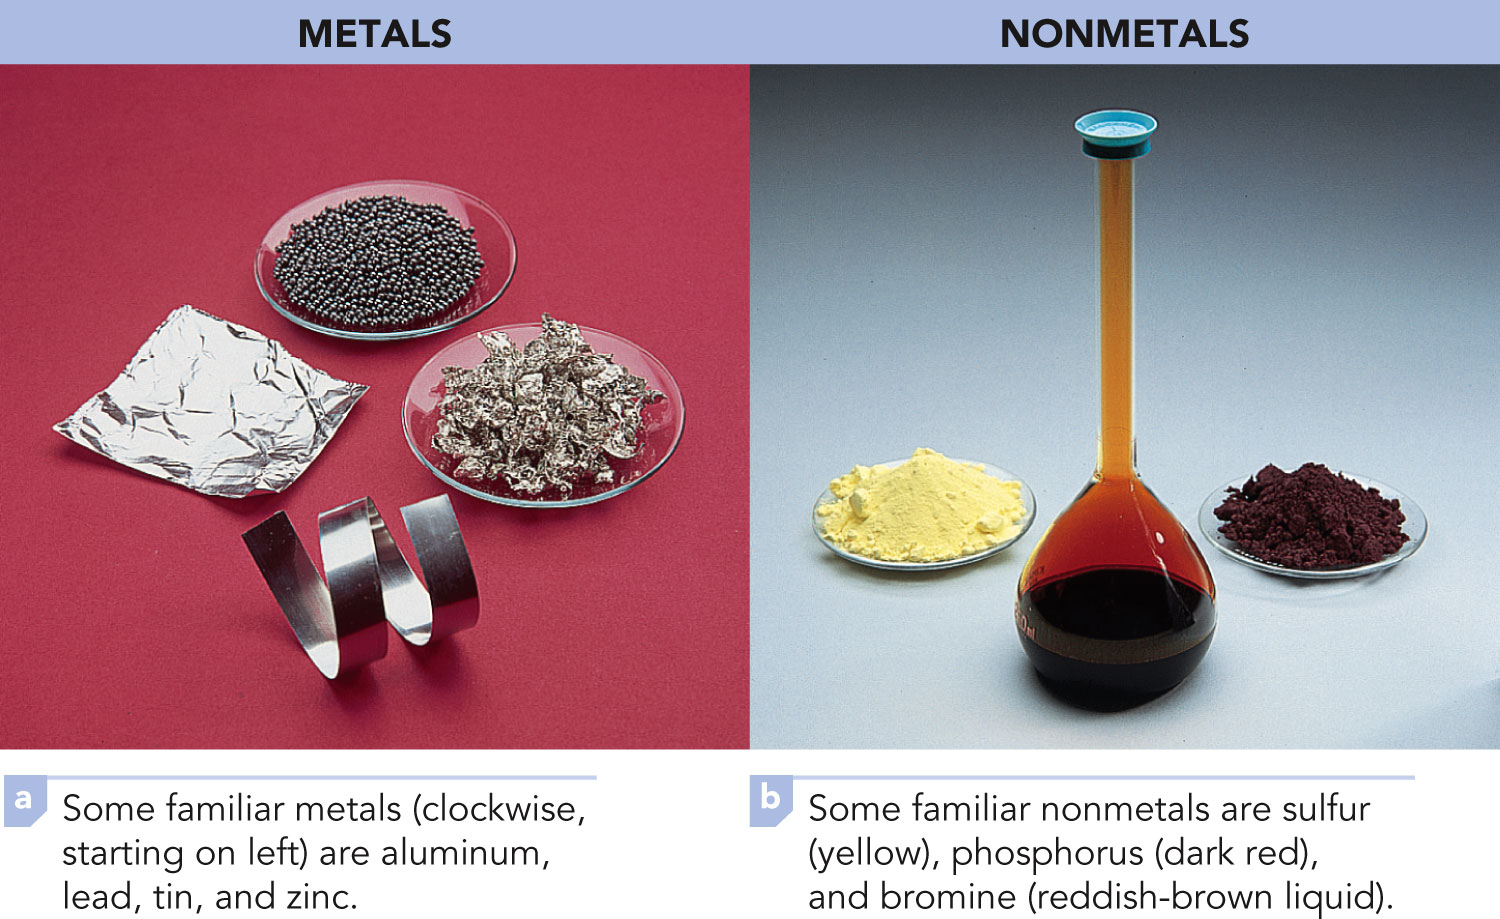 METALS
NONMETALS
a
Some familiar metals (clockwise,
starting on left) are aluminum,
lead, tin, and zinc.
b
Some familiar nonmetals are sulfur
(yellow), phosphorus (dark red),
and bromine (reddish-brown liquid).